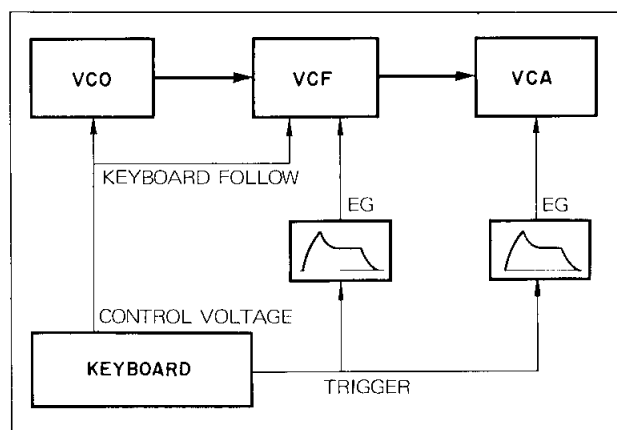 VCO
VCF
VCA
KEYBOARD FOLLOW
EG
EG
CONTROL VOLTAGE
KEYBOARD
TRIGGER